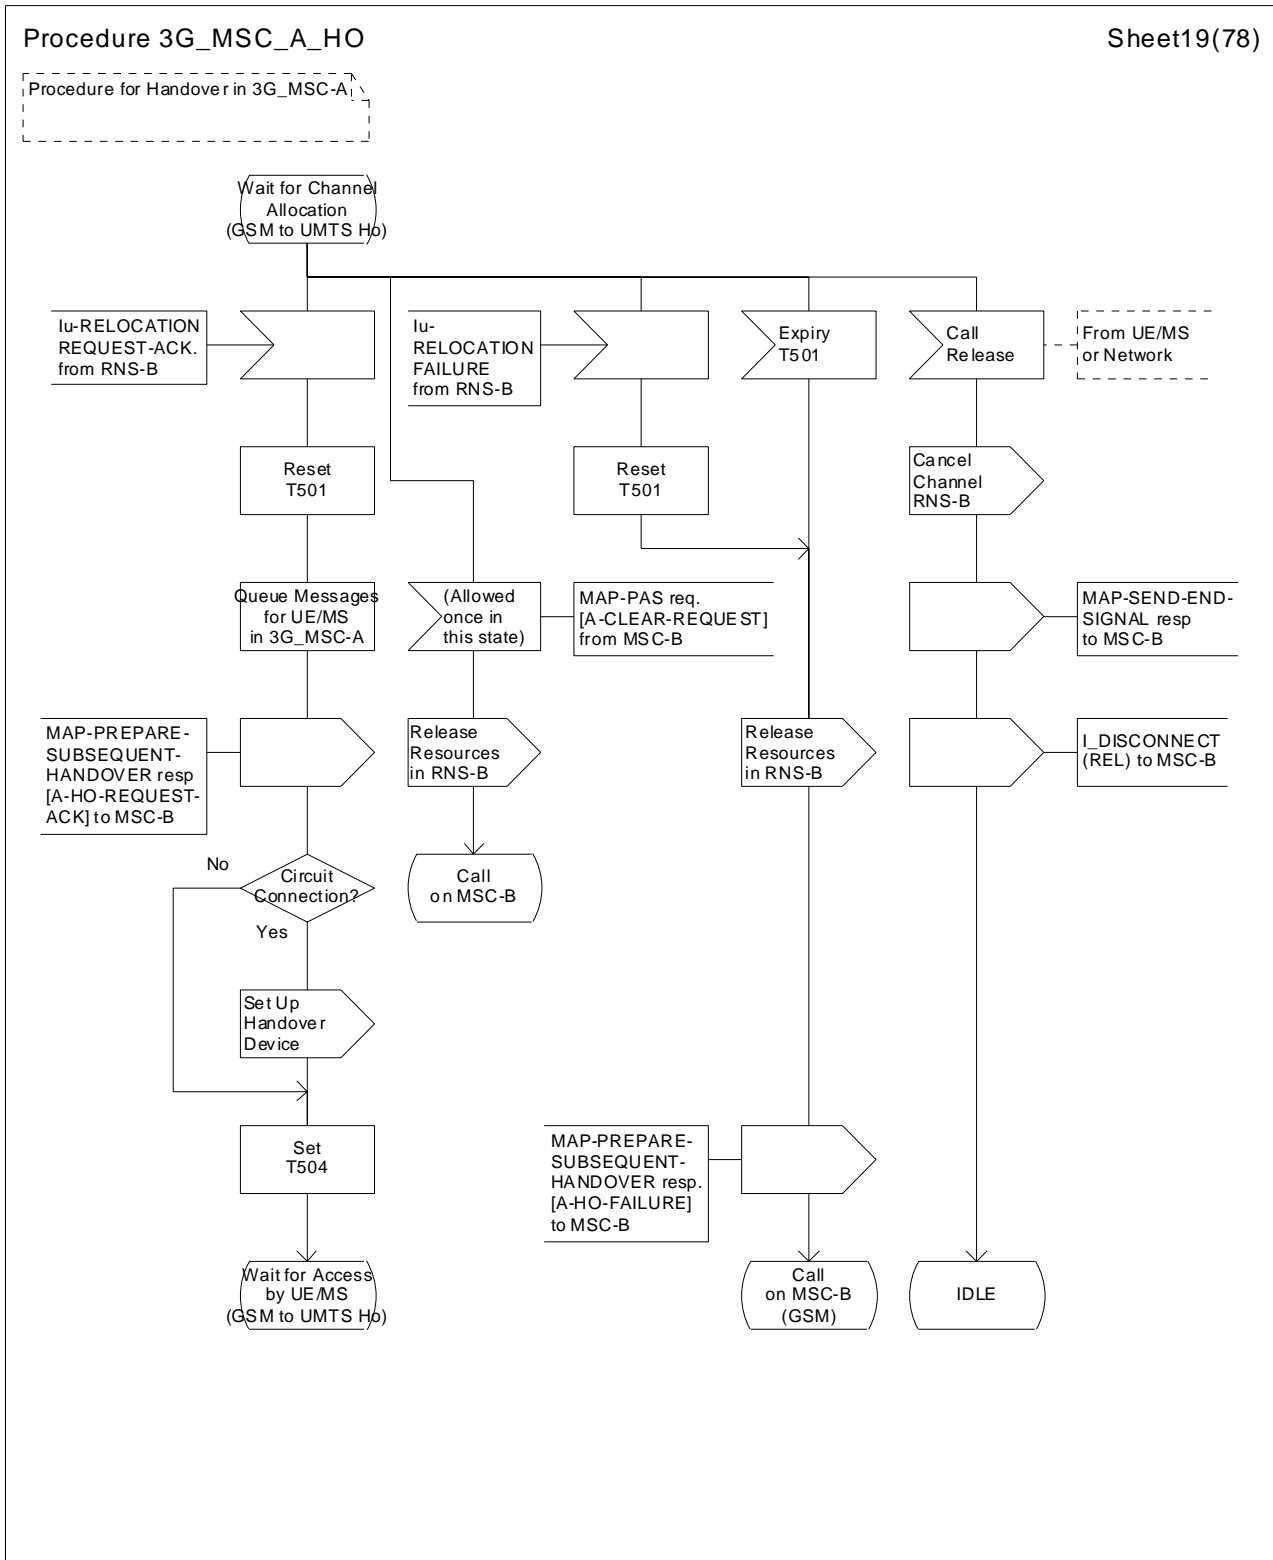 Procedure 3G_MSC_A_HO
Sheet19(78)
Procedure for Handover in 3G_MSC-A
Wait for Channel
Allocation
(GSM to UMTS Ho)
Iu-RELOCATION
REQUEST-ACK.
from RNS-B
Iu-
RELOCATION
FAILURE
from RNS-B
Expiry
T501
Call
Release
From UE/MS
or Network
Reset
T501
Reset
T501
Cancel
Channel
RNS-B
Queue Messages
for UE/MS
in 3G_MSC-A
(Allowed
once in
this state)
MAP-PAS req.
[A-CLEAR-REQUEST]
from MSC-B
MAP-SEND-END-
SIGNAL resp
to MSC-B
MAP-PREPARE-
SUBSEQUENT-
HANDOVER resp
[A-HO-REQUEST-
ACK] to MSC-B
Release
Resources
in RNS-B
Release
Resources
in RNS-B
I_DISCONNECT
(REL) to MSC-B
No
Circuit
Connection?
Yes
Call
on MSC-B
Set Up
Handover
Device
Set
T504
MAP-PREPARE-
SUBSEQUENT-
HANDOVER resp.
[A-HO-FAILURE]
to MSC-B
Wait for Access
by UE/MS
(GSM to UMTS Ho)
Call
on MSC-B
(GSM)
IDLE